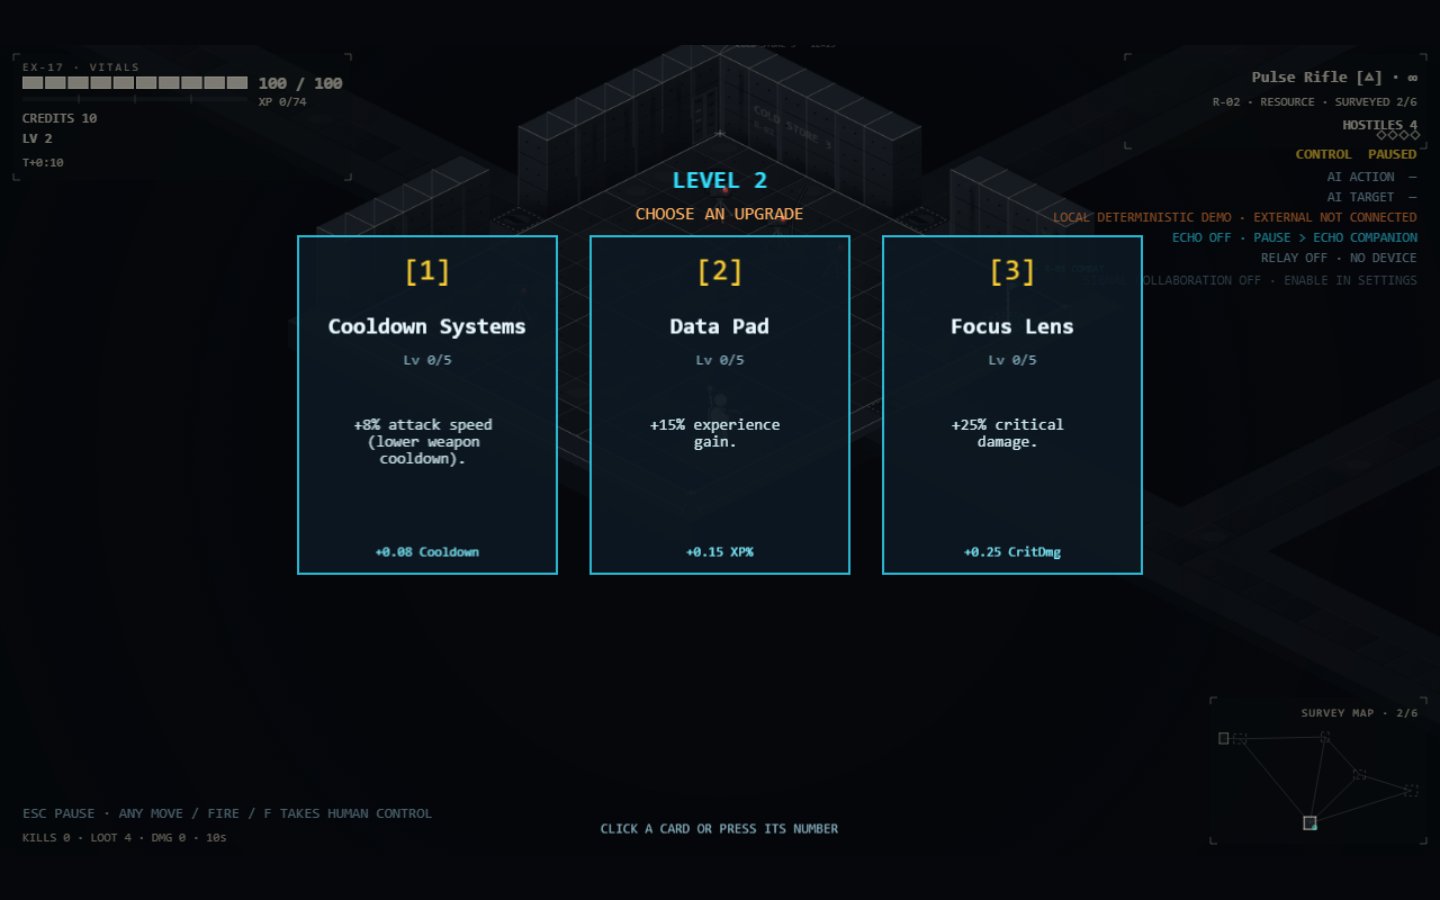 EX-17 · VITALS
100 / 100
XP 0/74
CREDITS 10
LV 2
T+0:10
Pulse Rifle [△] · ∞
R-02 · RESOURCE · SURVEYED 2/6
HOSTILES 4
CONTROL PAUSED
AI ACTION —
AI TARGET —
LOCAL DETERMINISTIC DEMO · EXTERNAL NOT CONNECTED
ECHO OFF · PAUSE > ECHO COMPANION
RELAY OFF · NO DEVICE
OLLABORATION OFF · ENABLE IN SETTINGS
COLD STORE 3
R-02
LEVEL 2
CHOOSE AN UPGRADE
[1]
Cooldown Systems
Lv 0/5
+8% attack speed
(lower weapon
cooldown).
+0.08 Cooldown
[2]
Data Pad
Lv 0/5
+15% experience
gain.
+0.15 XP%
[3]
Focus Lens
Lv 0/5
+25% critical
damage.
+0.25 CritDmg
SURVEY MAP · 2/6
ESC PAUSE · ANY MOVE / FIRE / F TAKES HUMAN CONTROL
KILLS 0 · LOOT 4 · DMG 0 · 10s
CLICK A CARD OR PRESS ITS NUMBER